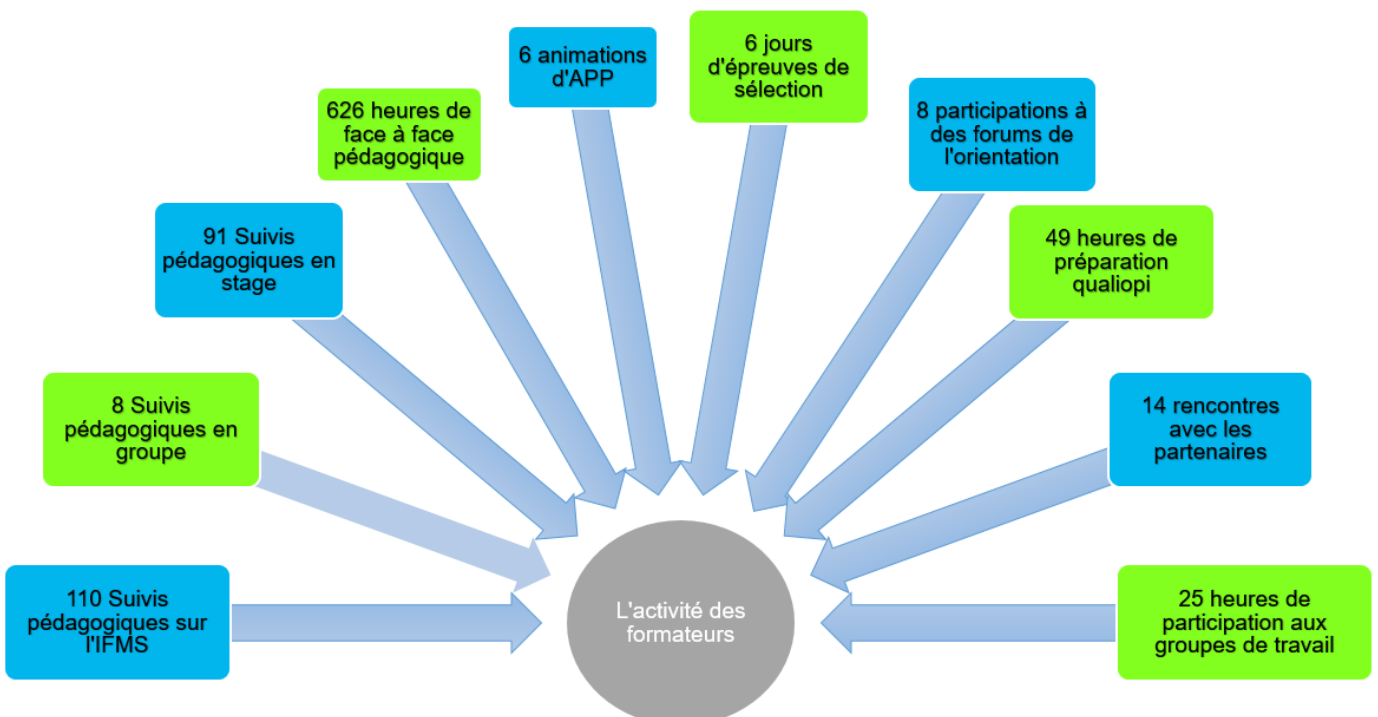 6 animations
d'APP
6 jours
d'épreuves de
sélection
626 heures de
face à face
pédagogique
8 participations à
des forums de
l'orientation
91 Suivis
pédagogiques en
stage
49 heures de
préparation
qualiopi
8 Suivis
pédagogiques en
groupe
14 rencontres
avec les
partenaires
110 Suivis
pédagogiques sur
l'IFMS
L'activité des
formateurs
25 heures de
participation aux
groupes de travail